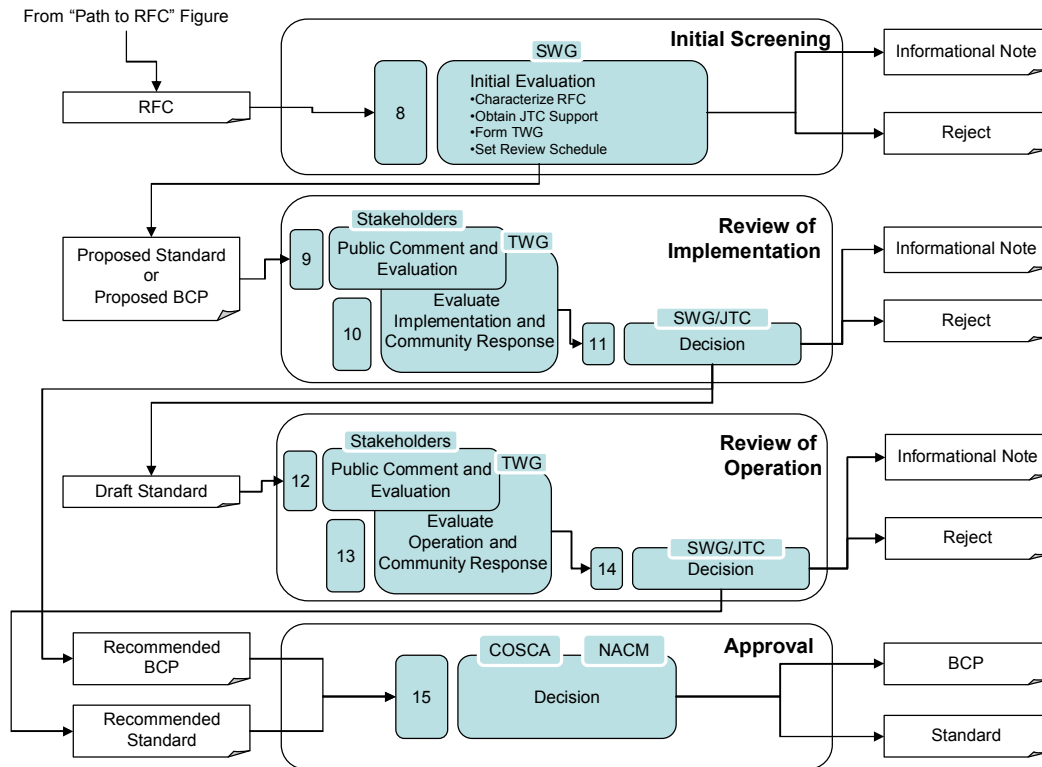 From “Path to RFC” Figure
RFC
8
SWG
Initial Evaluation
•Characterize RFC
•Obtain JTC Support
•Form TWG
•Set Review Schedule
Initial Screening
Informational Note
Reject
Proposed Standard
or
Proposed BCP
9
Stakeholders
Public Comment and
Evaluation
TWG
10
Evaluate
Implementation and
Community Response
11
SWG/JTC
Decision
Review of
Implementation
Informational Note
Reject
Draft Standard
12
Stakeholders
Public Comment and
Evaluation
TWG
13
Evaluate
Operation and
Community Response
14
SWG/JTC
Decision
Review of
Operation
Informational Note
Reject
Recommended
BCP
Recommended
Standard
15
COSCA
NACM
Decision
Approval
BCP
Standard